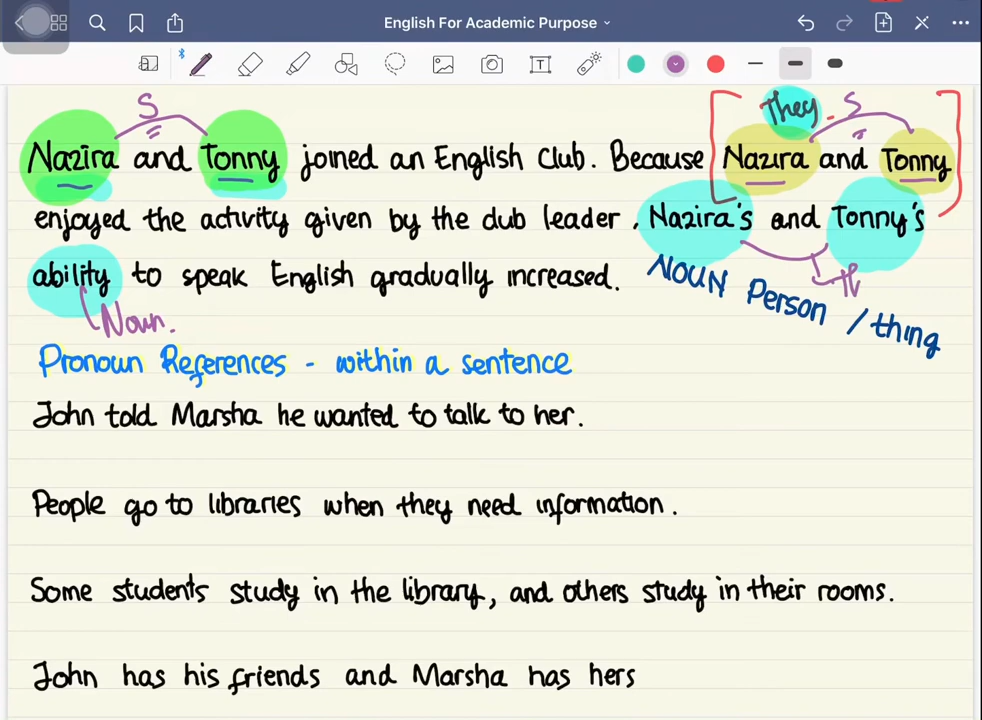 English For Academic Purpose
S They S
Nazira and Tonny joined an English Club. Because Nazira and Tonny
enjoyed the activity given by the club leader, Nazira's and Tonny's
ability to speak English gradually increased.
NOUN Person / thing
Noun.
Pronoun References - within a sentence
John told Marsha he wanted to talk to her.
People go to libraries when they need information.
Some students study in the library, and others study in their rooms.
John has his friends and Marsha has hers